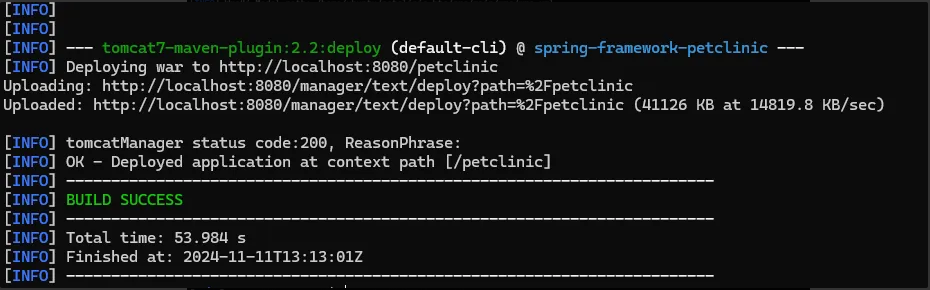 [INFO]
[INFO]
[INFO] --- tomcat7-maven-plugin:2.2:deploy (default-cli) @ spring-framework-petclinic ---
[INFO] Deploying war to http://localhost:8080/petclinic
Uploading: http://localhost:8080/manager/text/deploy?path=%2Fpetclinic
Uploaded: http://localhost:8080/manager/text/deploy?path=%2Fpetclinic (41126 KB at 14819.8 KB/sec)
[INFO] tomcatManager status code:200, ReasonPhrase:
[INFO] OK - Deployed application at context path [/petclinic]
[INFO] ------------------------------------------------------------------------
[INFO] BUILD SUCCESS
[INFO] ------------------------------------------------------------------------
[INFO] Total time: 53.984 s
[INFO] Finished at: 2024-11-11T13:13:01Z
[INFO] ------------------------------------------------------------------------